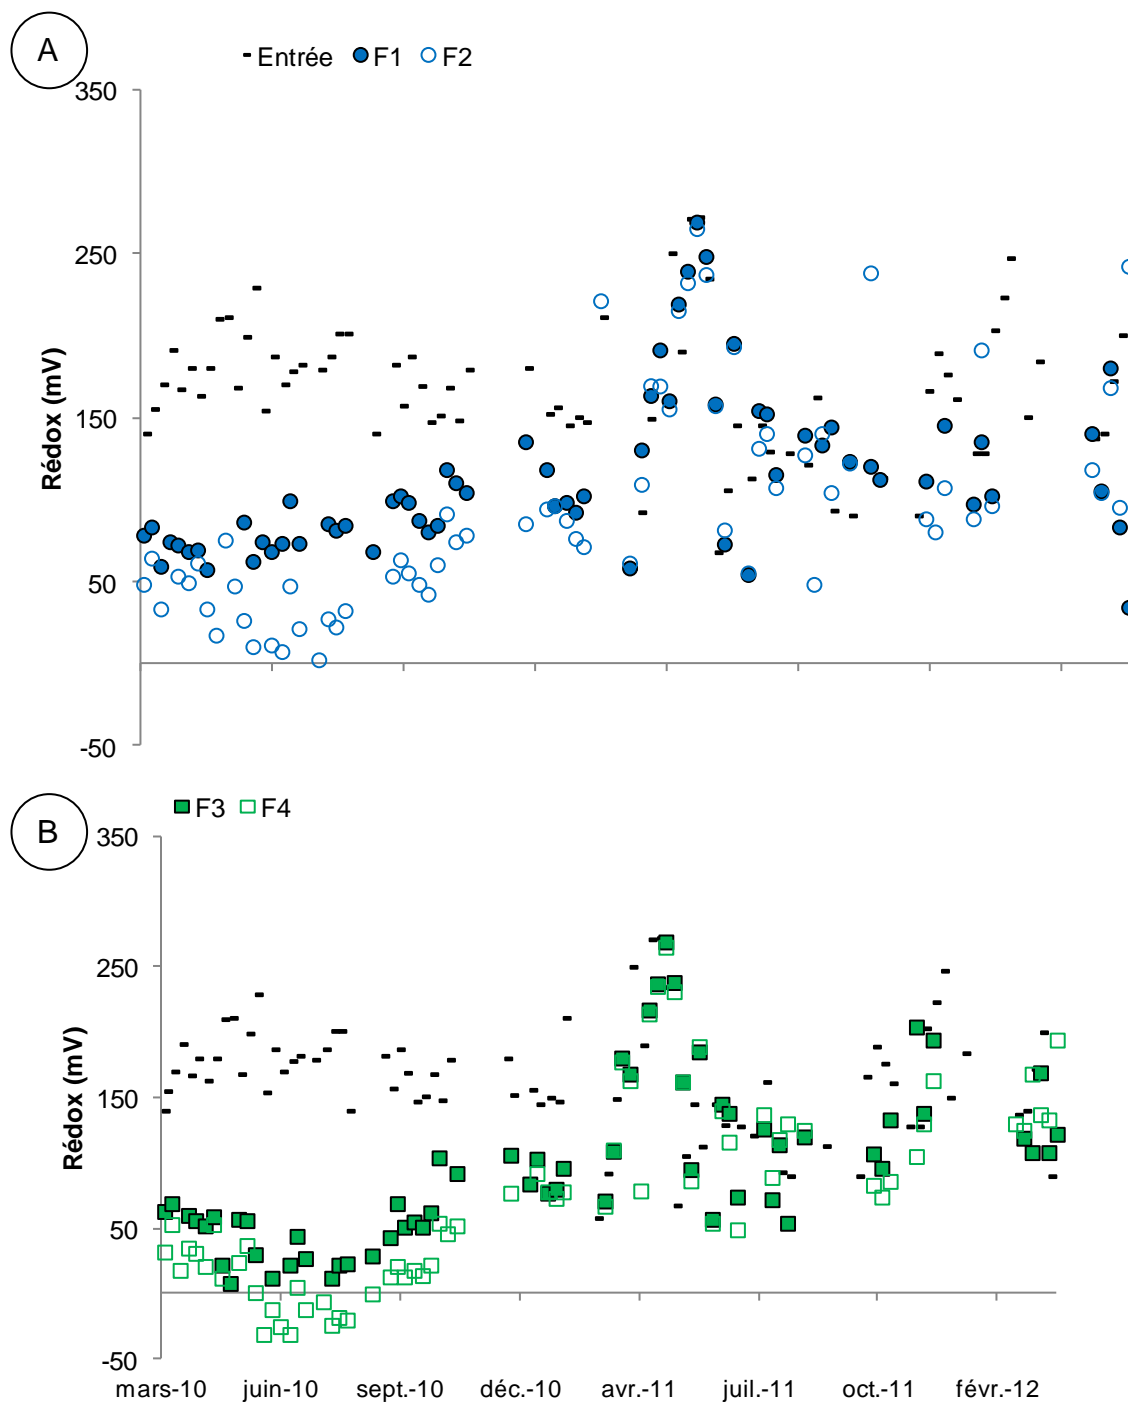 A
Entrée F1 F2
350
250
150
50
-50
Rédox (mV)
B
F3 F4
350
250
150
50
-50
Rédox (mV)
mars-10 juin-10 sept.-10 déc.-10 avr.-11 juil.-11 oct.-11 févr.-12